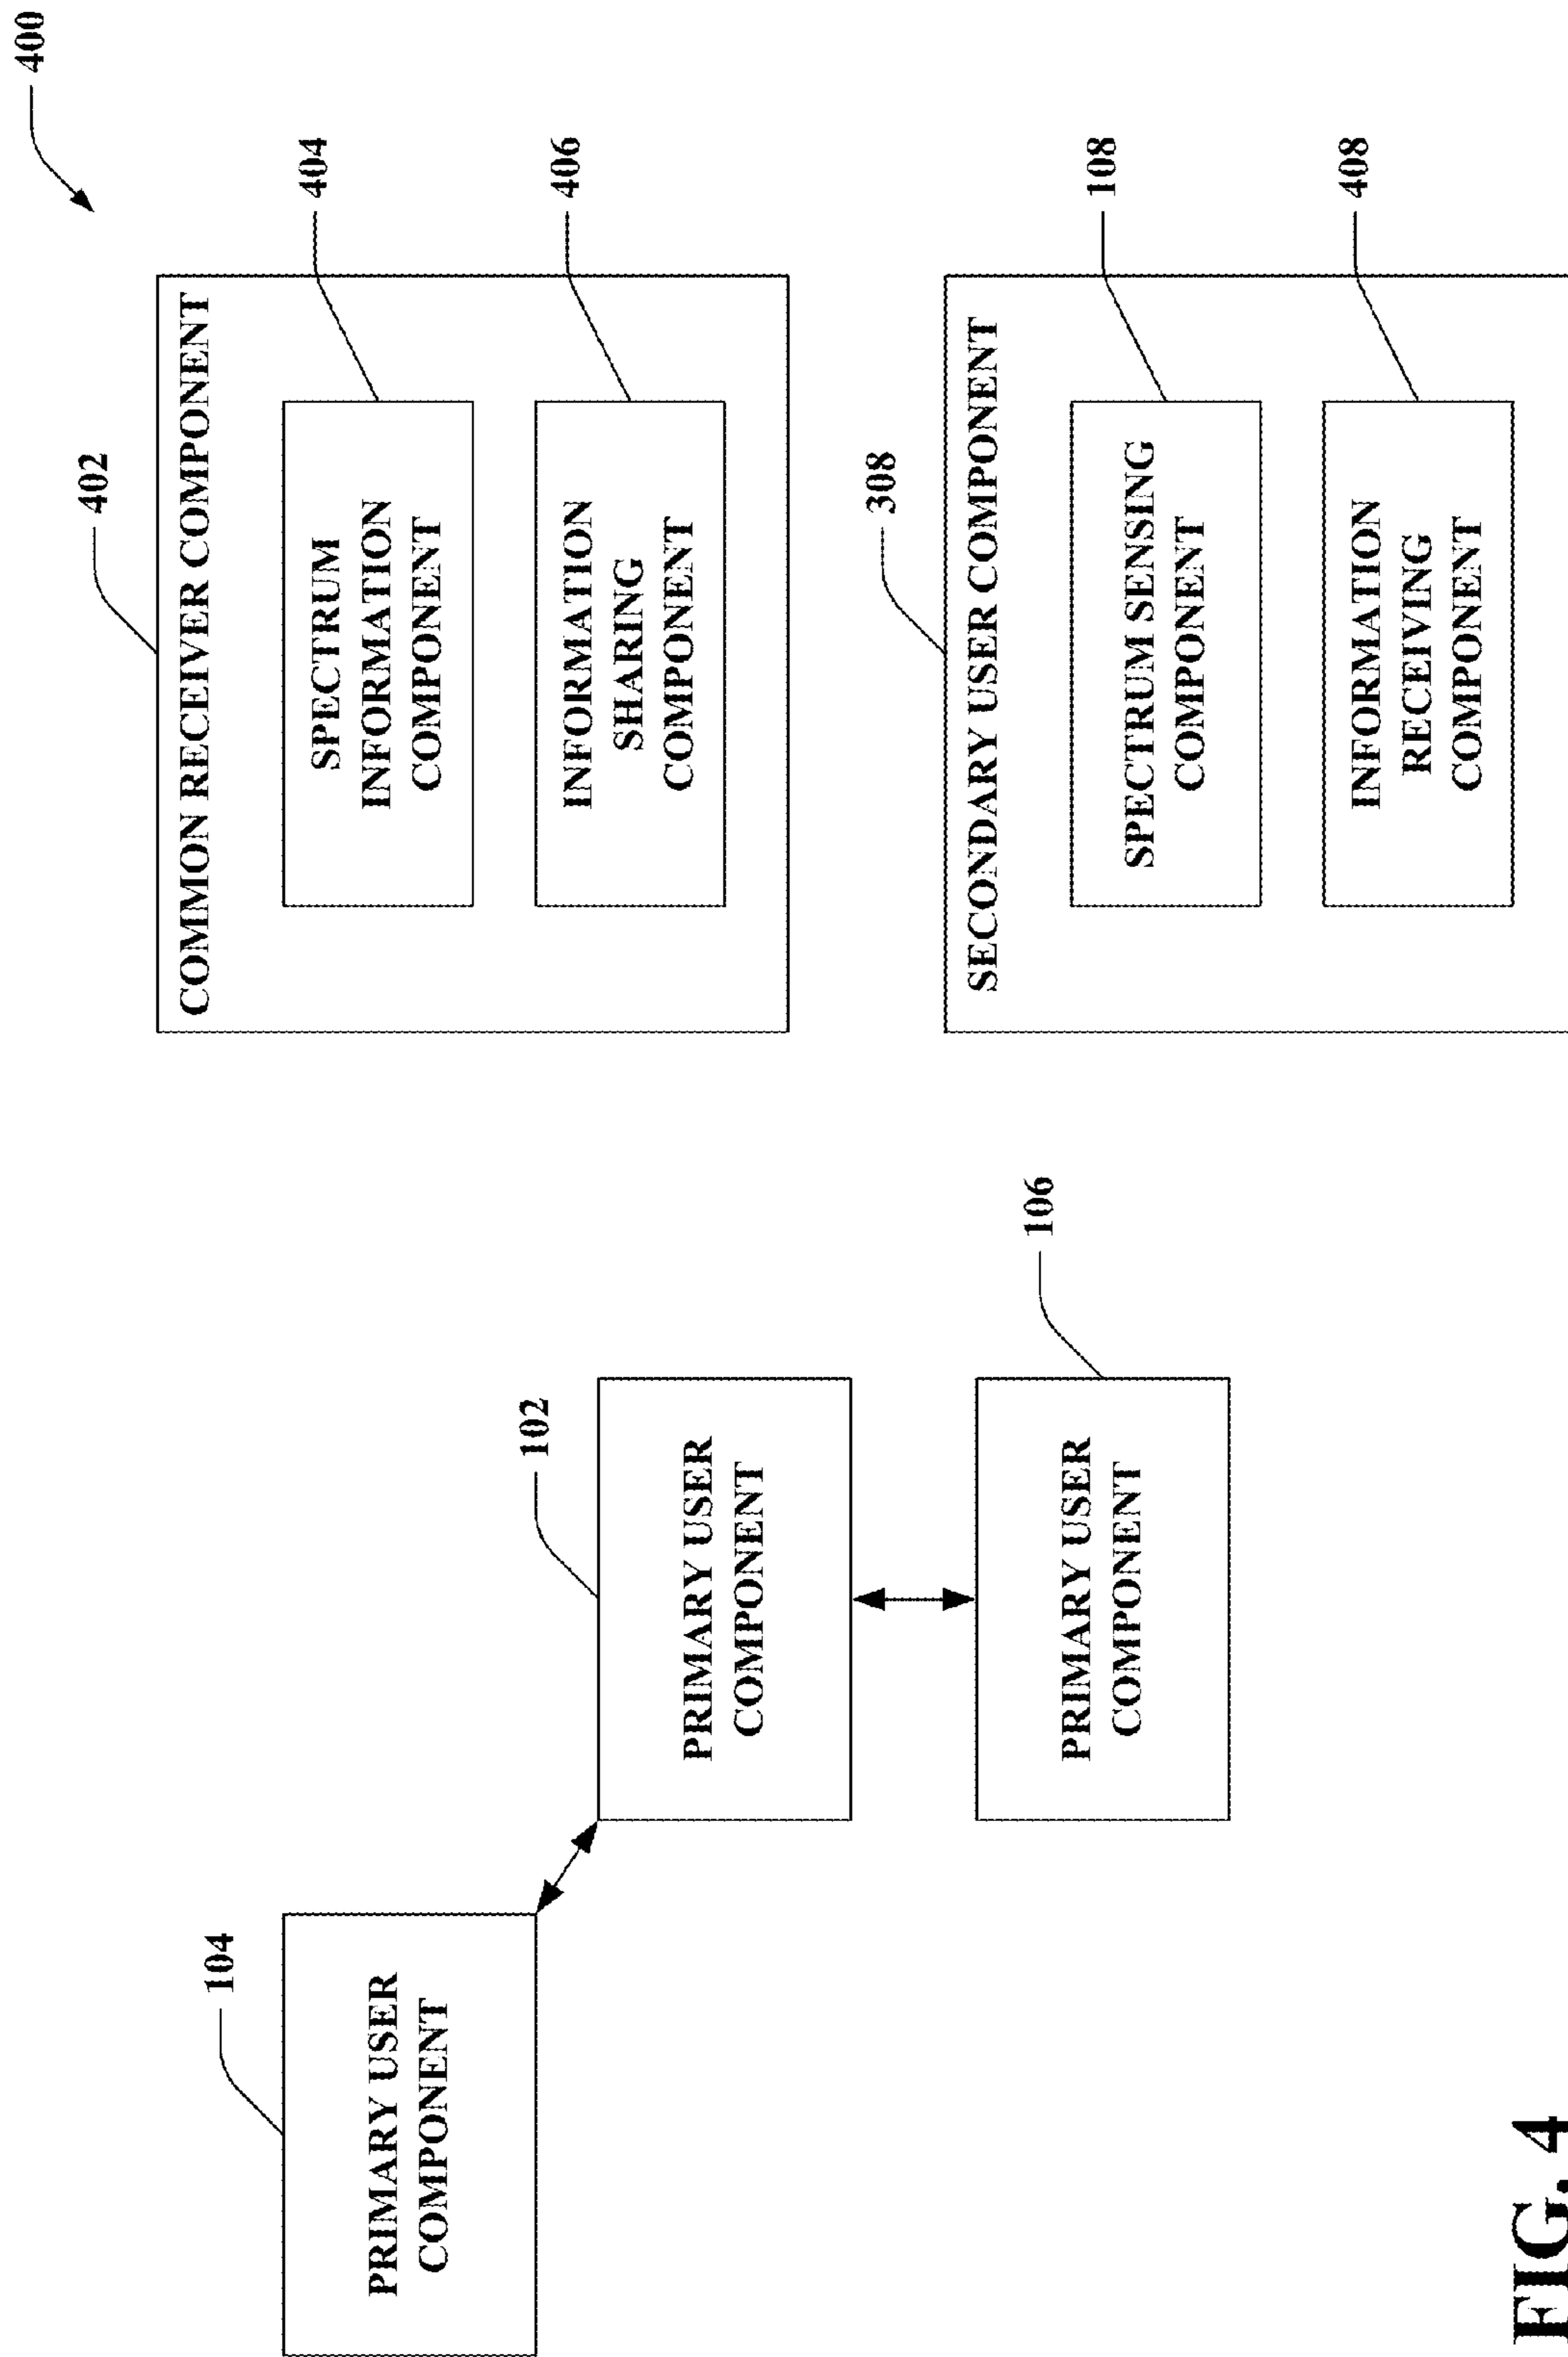 400
402
COMMON RECEIVER COMPONENT
404
SPECTRUM
INFORMATION
COMPONENT
406
INFORMATION
SHARING
COMPONENT
104
PRIMARY USER
COMPONENT
102
PRIMARY USER
COMPONENT
106
PRIMARY USER
COMPONENT
308
SECONDARY USER COMPONENT
108
SPECTRUM SENSING
COMPONENT
408
INFORMATION
RECEIVING
COMPONENT
FIG. 4